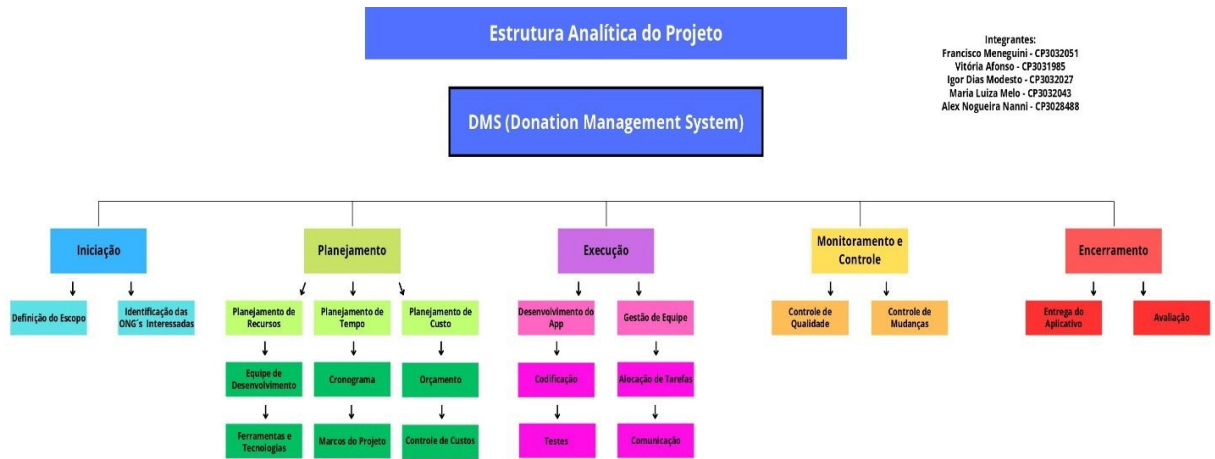 Estrutura Analítica do Projeto
Integrantes:
Francisco Meneguini - CP3032051
Vitória Afonso - CP3031985
Igor Dias Modesto - CP3032027
Maria Luiza Melo - CP3032043
Alex Nogueira Nanni - CP3028488
DMS (Donation Management System)
Iniciação
Planejamento
Execução
Monitoramento e
Controle
Encerramento
Definição do Escopo
Identificação das
ONG´s Interessadas
Planejamento de
Recursos
Planejamento de
Tempo
Planejamento de
Custo
Desenvolvimento do
App
Gestão de Equipe
Controle de
Qualidade
Controle de
Mudanças
Entrega do
Aplicativo
Avaliação
Equipe de
Desenvolvimento
Cronograma
Orçamento
Codificação
Alocação de Tarefas
Ferramentas e
Tecnologias
Marcos do Projeto
Controle de Custos
Testes
Comunicação